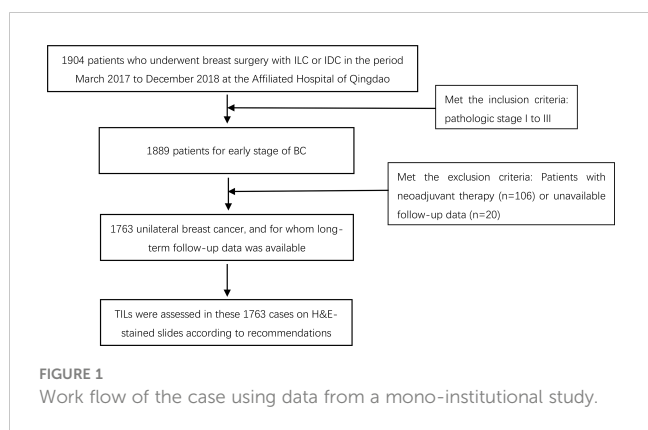 1904 patients who underwent breast surgery with ILC or IDC in the period
March 2017 to December 2018 at the Affiliated Hospital of Qingdao
Met the inclusion criteria:
pathologic stage I to III
1889 patients for early stage of BC
Met the exclusion criteria: Patients with
neoadjuvant therapy (n=106) or unavailable
follow-up data (n=20)
1763 unilateral breast cancer, and for whom long-
term follow-up data was available
TILs were assessed in these 1763 cases on H&E-
stained slides according to recommendations
FIGURE 1
Work flow of the case using data from a mono-institutional study.